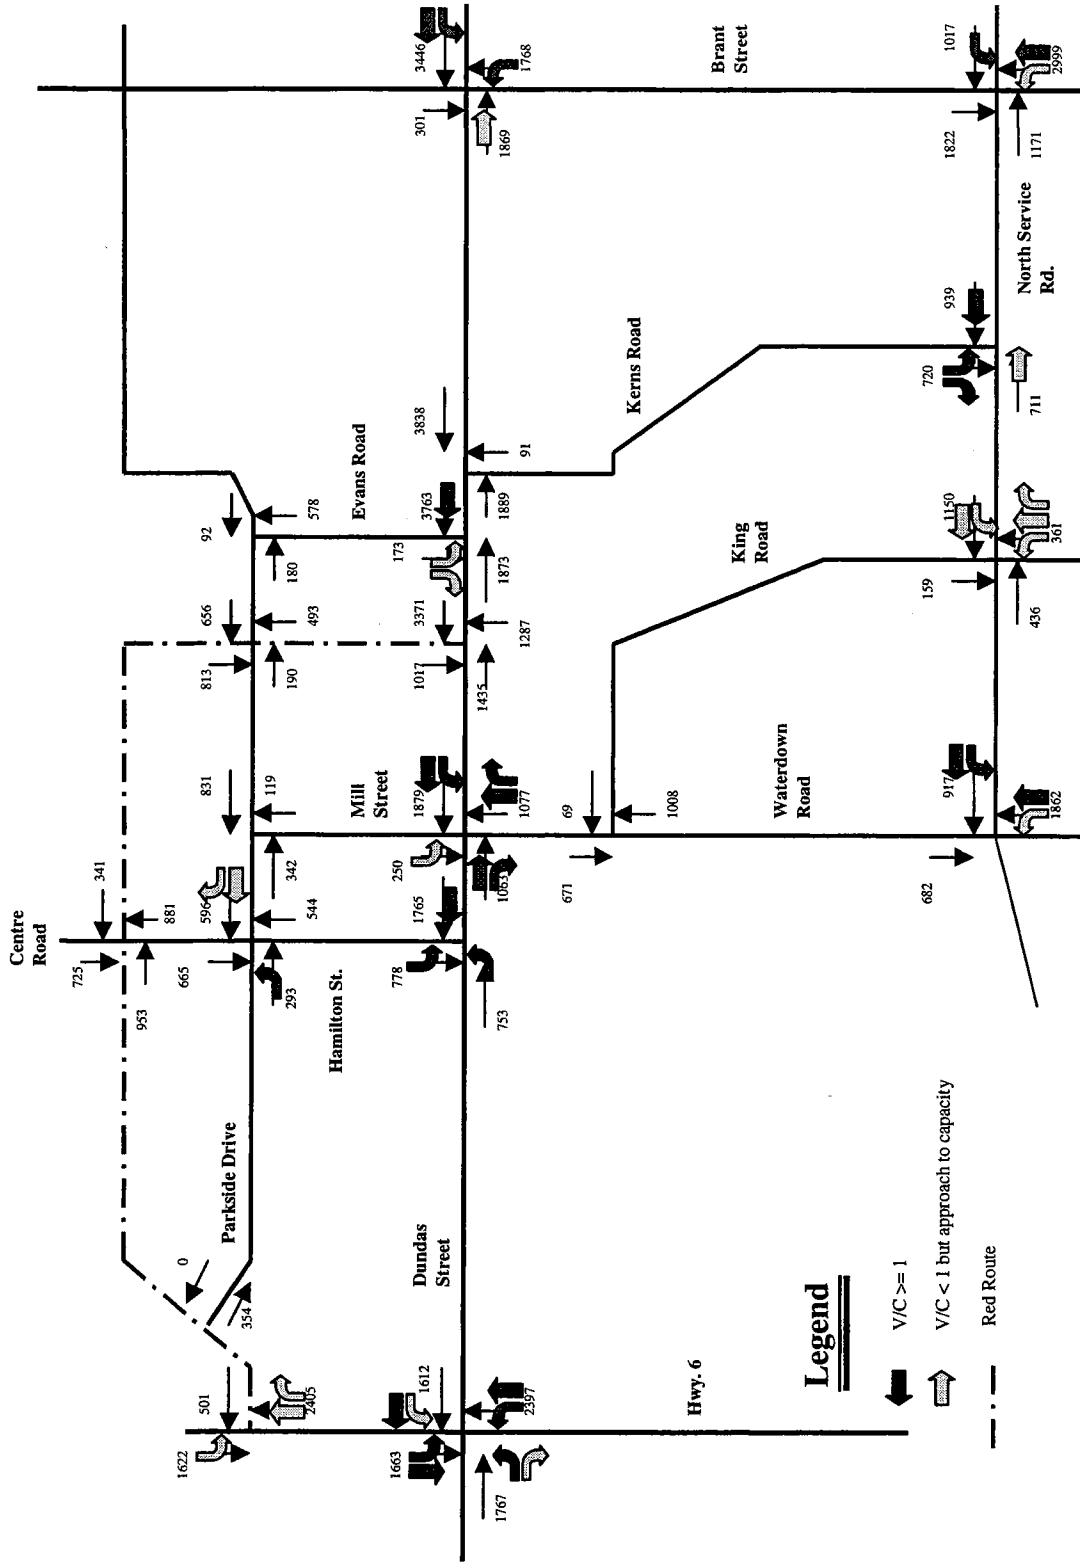 Centre
Road
725
341
953
881
665
596
293
544
342
831
119
Hamilton St.
Mill
Street
813
656
190
493
92
180
578
Evans Road
Parkside Drive
0
354
501
1622
2405
Dundas
Street
1612
1663
2397
1767
Hwy. 6
778
1765
753
250
1879
1063
1077
1017
3371
1435
1287
173
3763
1873
3838
1889
91
301
3446
1869
1768
Brant
Street
Kerns Road
King
Road
Waterdown
Road
69
671
1008
682
917
1862
159
1150
436
361
720
939
711
North Service
Rd.
1822
1017
1171
2999
Legend
V/C >= 1
V/C < 1 but approach to capacity
Red Route